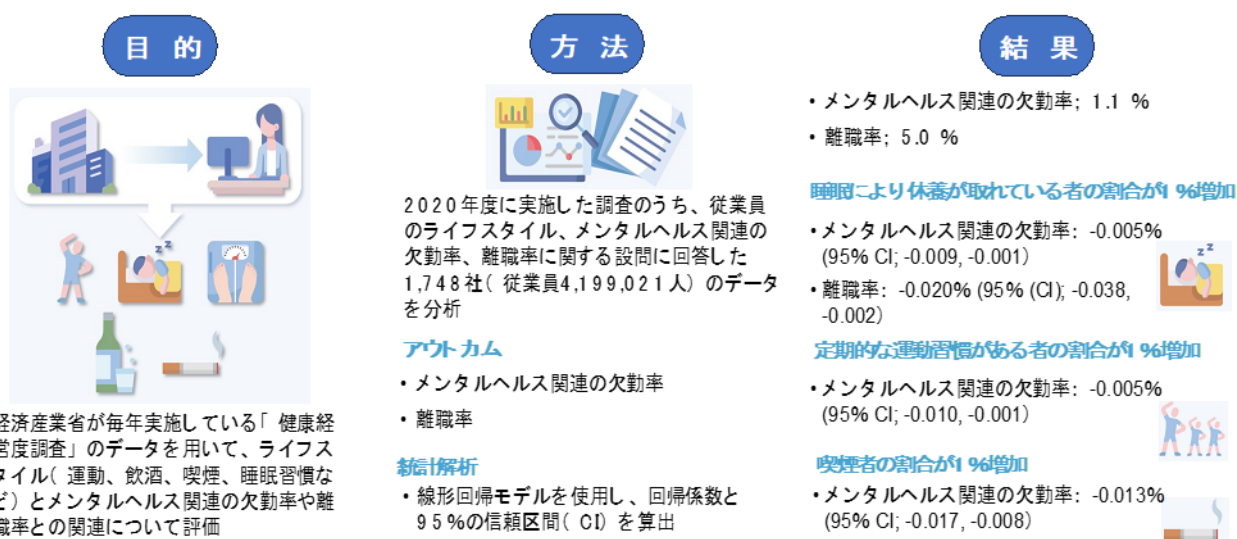 目 的
経済産業省が毎年実施している「健康経
営度調査」のデータを用いて、ライフス
タイル(運動、飲酒、喫煙、睡眠習慣な
ど)とメンタルヘルス関連の欠勤率や離
職率との関連について評価
方 法
2020年度に実施した調査のうち、従業員
のライフスタイル、メンタルヘルス関連の
欠勤率、離職率に関する設問に回答した
1,748社(従業員4,199,021人)のデータ
を分析
アウトカム
・メンタルヘルス関連の欠勤率
・離職率
統計解析
・線形回帰モデルを使用し、回帰係数と
95%の信頼区間(CI)を算出
結 果
・メンタルヘルス関連の欠勤率; 1.1 %
・離職率; 5.0 %
睡眠により休養が取れている者の割合が1%増加
・メンタルヘルス関連の欠勤率: -0.005%
(95% CI; -0.009, -0.001)
・離職率: -0.020% (95% (CI); -0.038,
-0.002)
定期的な運動習慣がある者の割合が1%増加
・メンタルヘルス関連の欠勤率: -0.005%
(95% CI; -0.010, -0.001)
喫煙者の割合が1%増加
・メンタルヘルス関連の欠勤率: -0.013%
(95% CI; -0.017, -0.008)